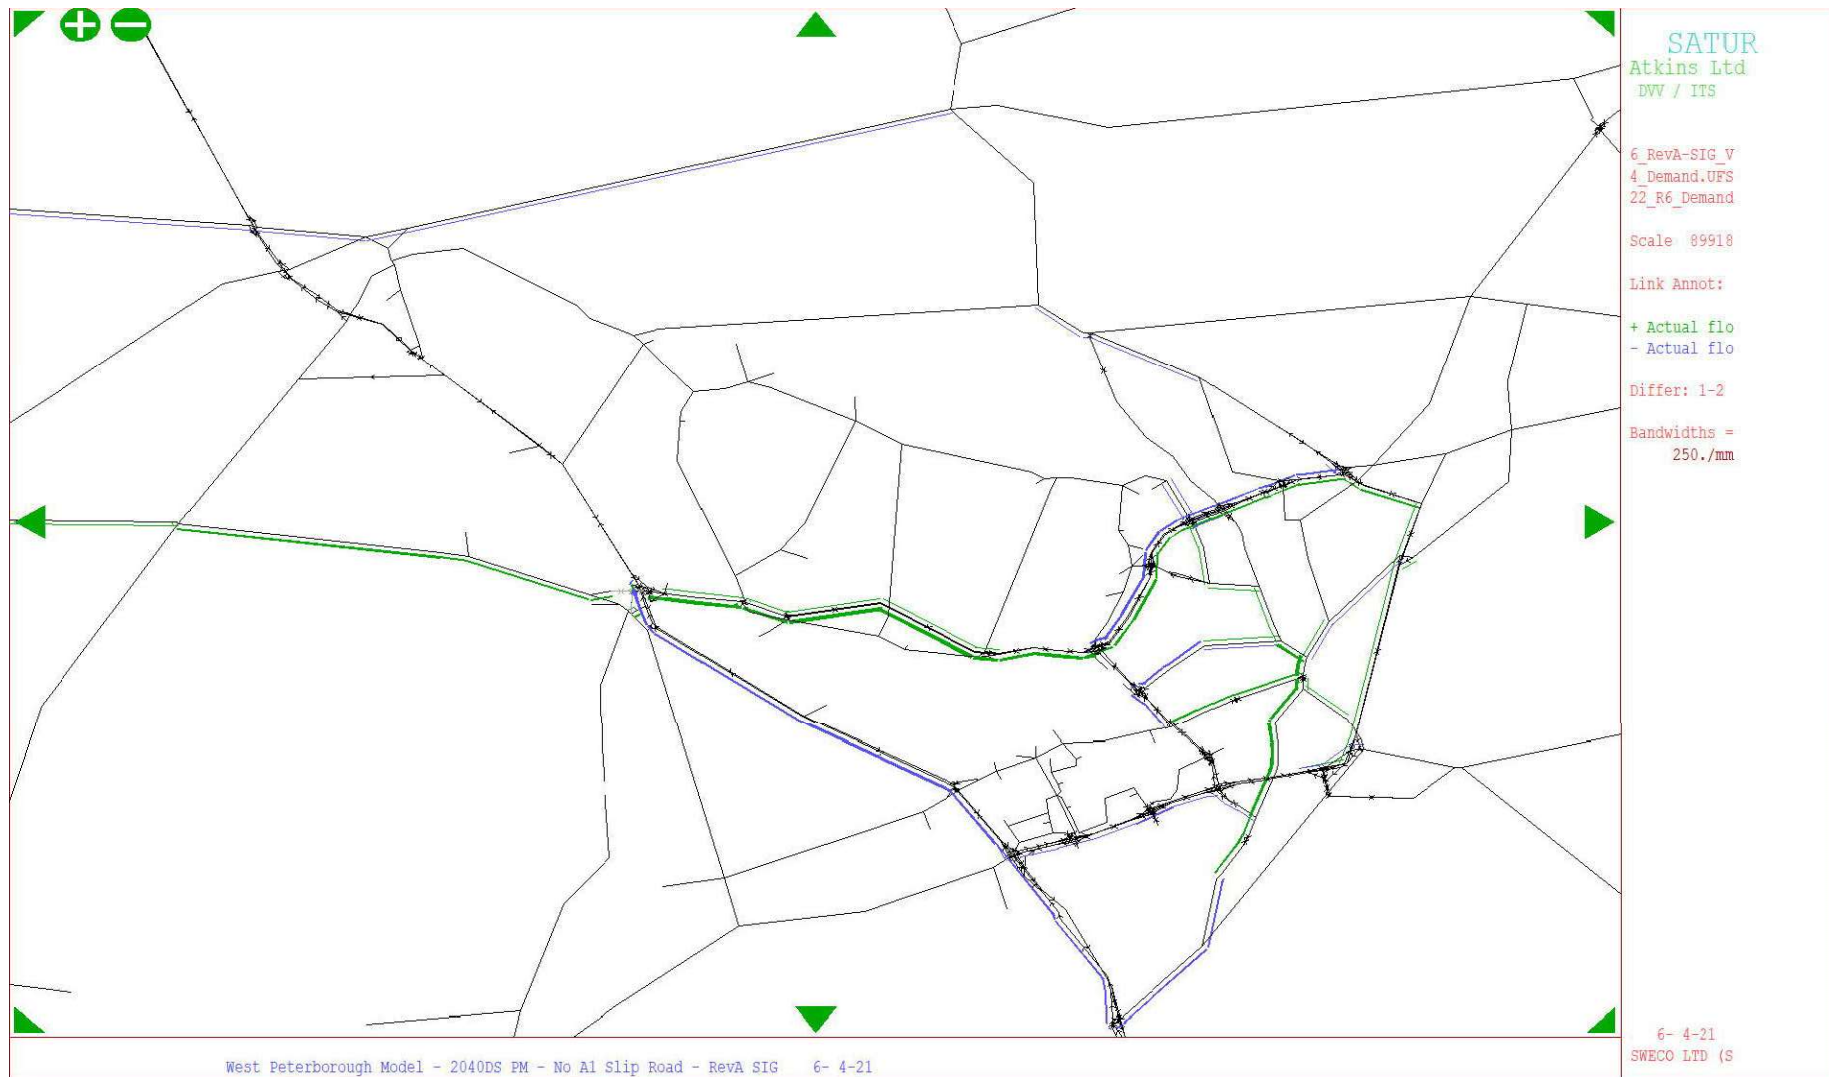 SATUR
Atkins Ltd
DVV / ITS
6_RevA-SIG_V
4_Demand.UFS
22_R6_Demand
Scale 89918
Link Annot:
+ Actual flo
- Actual flo
Differ: 1-2
Bandwidths =
250./mm
6- 4-21
SWECO LTD (S
West Peterborough Model - 2040DS PM - No A1 Slip Road - RevA SIG 6- 4-21